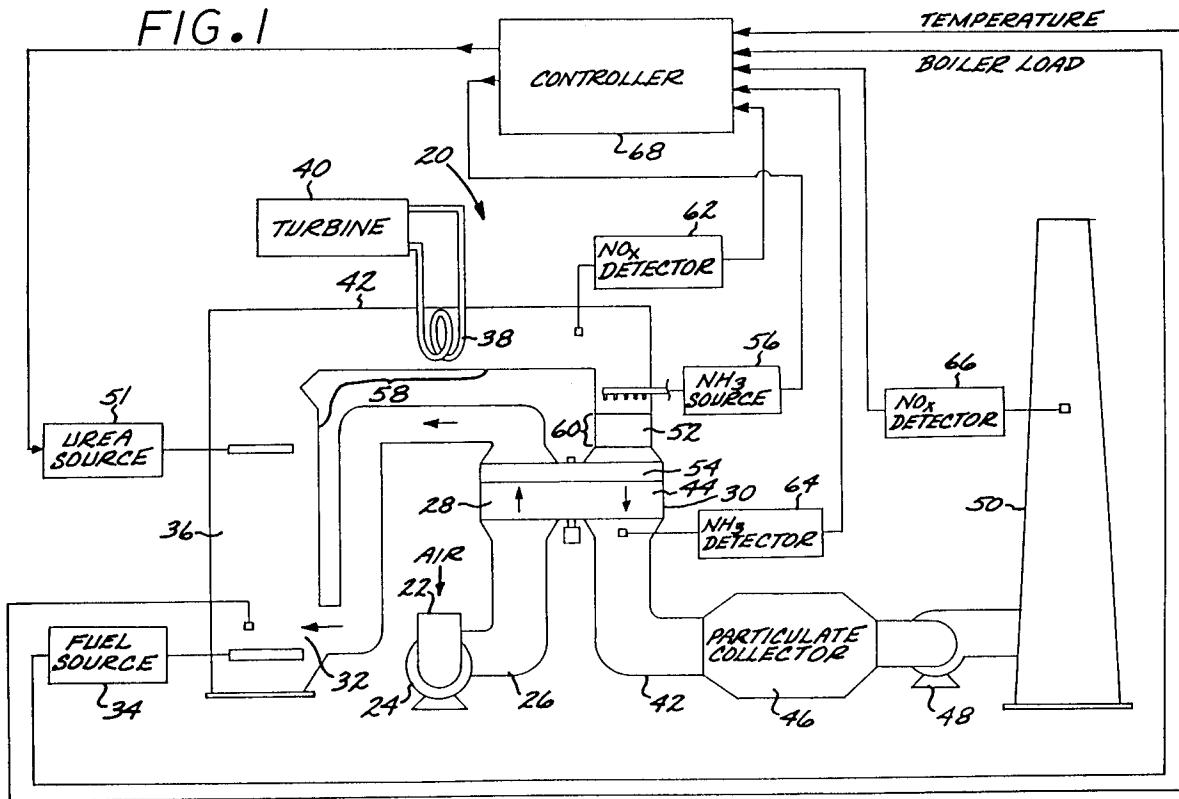 FIG. 1
TEMPERATURE
BOILER LOAD
CONTROLLER
68
20
40
TURBINE
62
NOX
DETECTOR
42
38
56
NH3
SOURCE
66
NOX
DETECTOR
58
51
UREA
SOURCE
60
52
54
44
28
30
64
NH3
DETECTOR
50
36
AIR
22
FUEL
SOURCE
32
34
24
26
42
PARTICULATE
COLLECTOR
46
48